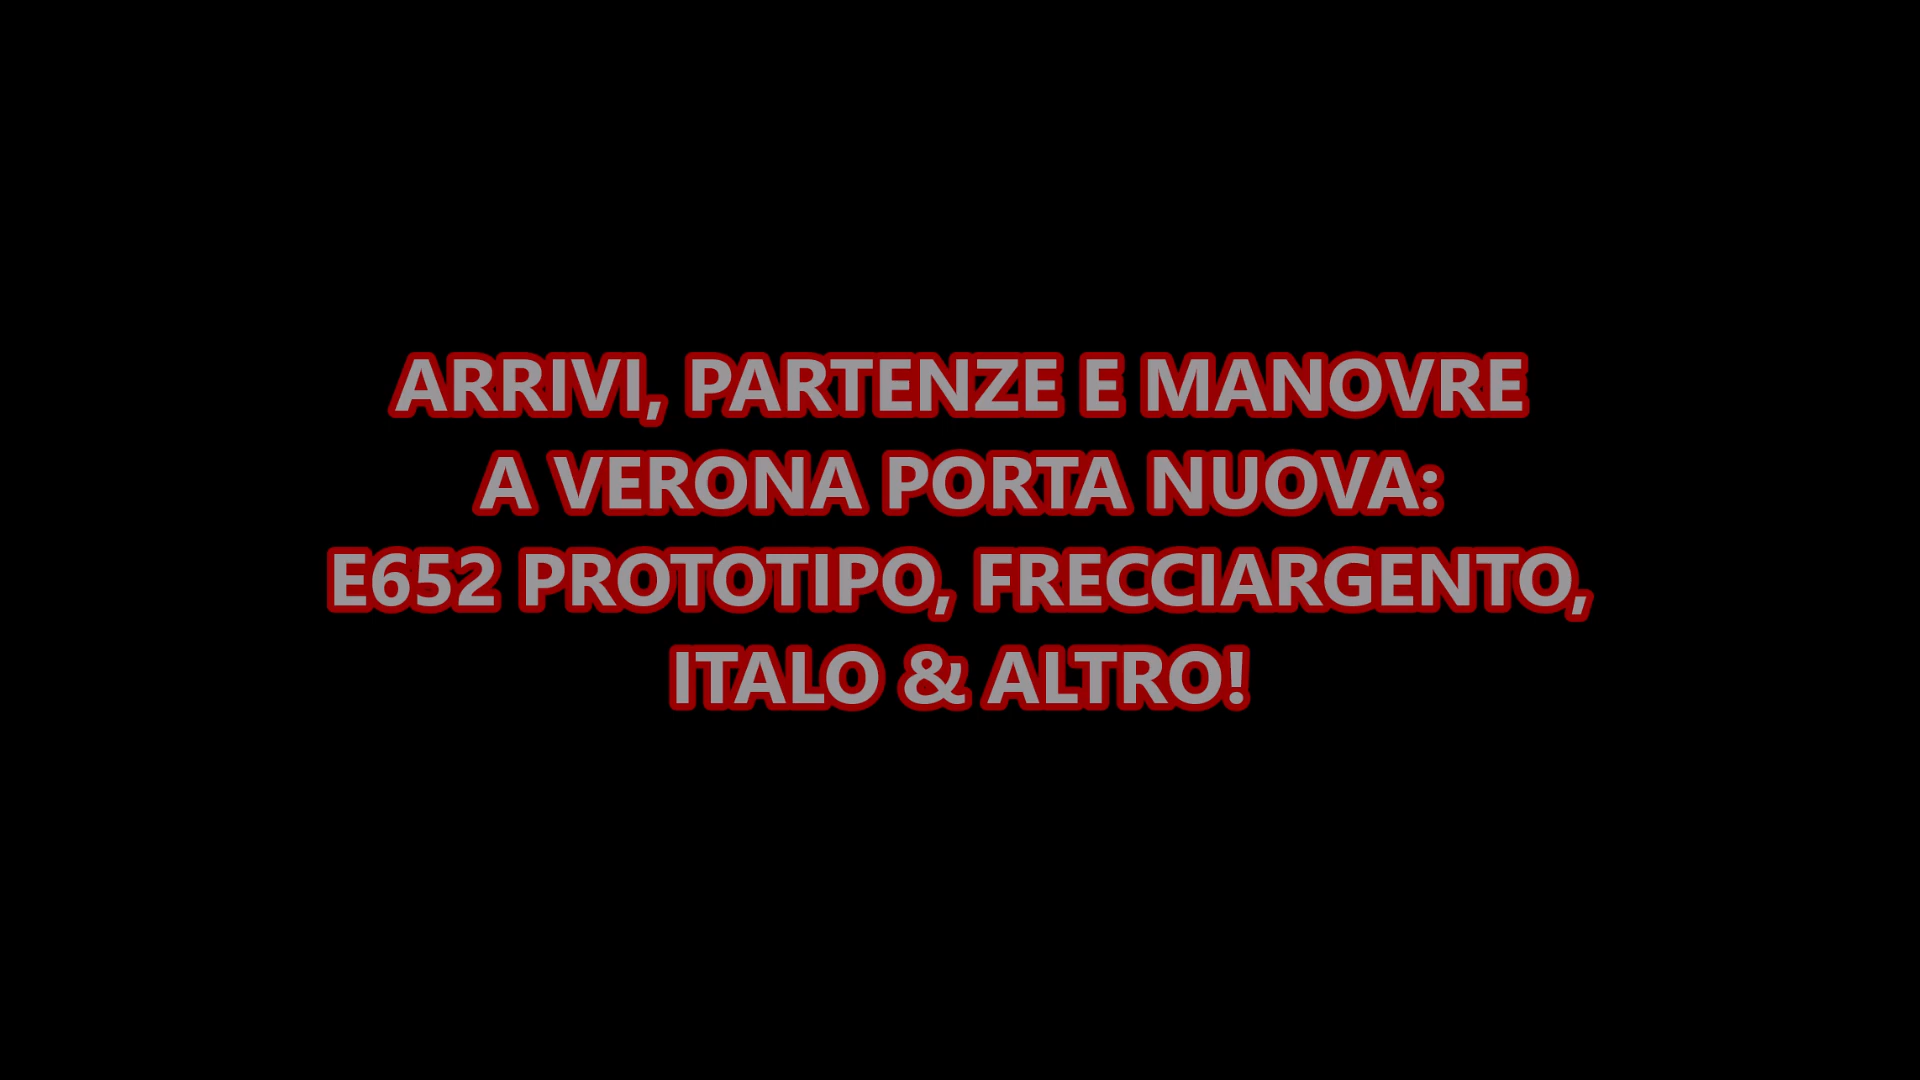 ARRIVI, PARTENZE E MANOVRE
A VERONA PORTA NUOVA:
E652 PROTOTIPO, FRECCIARGENTO,
ITALO & ALTRO!